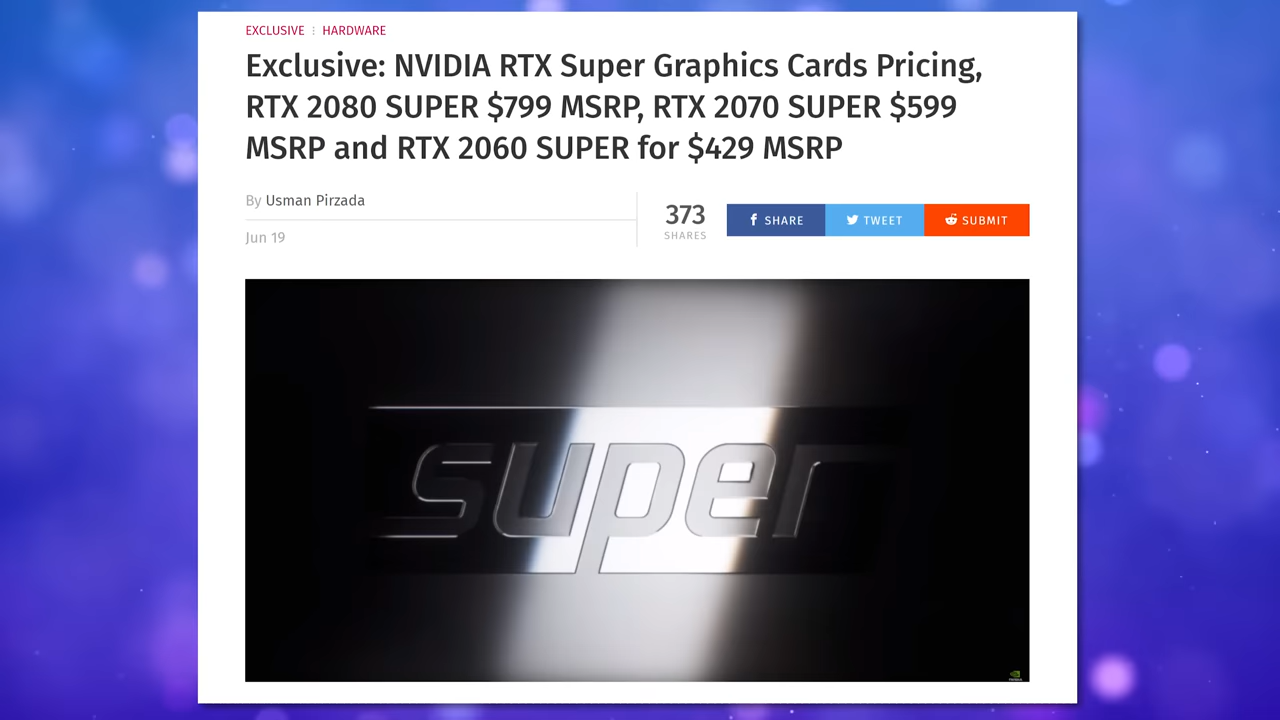 EXCLUSIVE ⋮ HARDWARE
Exclusive: NVIDIA RTX Super Graphics Cards Pricing,
RTX 2080 SUPER $799 MSRP, RTX 2070 SUPER $599
MSRP and RTX 2060 SUPER for $429 MSRP
By Usman Pirzada
Jun 19
373
SHARES
SHARE
TWEET
SUBMIT
super
NVIDIA